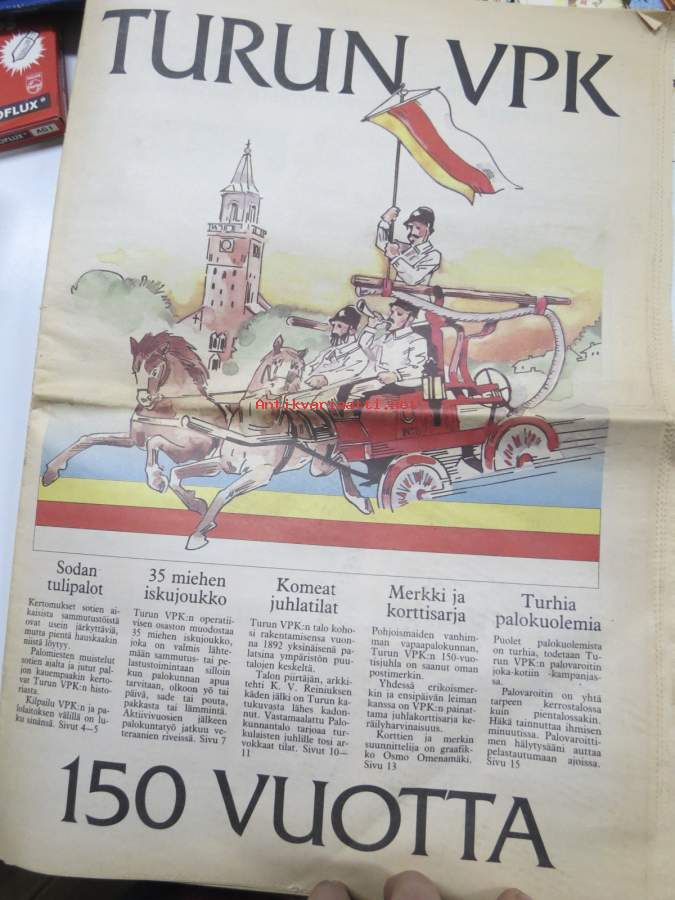 TURUN VPK
PHILIPS
OFLUX
AG1
Antikvariaatti.net
Sodan
tulipalot
Kertomukset sotien ai-
kaisista sammutustöistä
ovat usein järkyttäviä,
mutta pientä hauskaakin
niistä löytyy.
Palomiesten muistelut
sotien ajalta ja jutut pal-
jon kauempaakin kerto-
vat Turun VPK:n histo-
riasta.
Kilpailu VPK:n ja pa-
lolaitoksen välillä on lu-
ku sinänsä. Sivut 4—5
35 miehen
iskujoukko
Turun VPK:n operatii-
visen osaston muodostaa
35 miehen iskujoukko,
joka on valmis lähte-
mään sammutus- tai pe-
lastustoimintaan silloin
kun palokunnan apua
tarvitaan, olkoon yö tai
päivä, sade tai pouta,
pakkasta tai lämmintä.
Aktiivivuosien jälkeen
palokuntatyö jatkuu ve-
teraanien riveissä. Sivu 7
Komeat
juhlatilat
Turun VPK:n talo koho-
si rakentamisensa vuon-
na 1892 yksinäisenä pa-
latsina ympäristön puu-
talojen keskeltä.
Talon piirtäjän, arkki-
tehti K. V. Reiniuksen
käden jälki on Turun ka-
tukuvasta lähes kadon-
nut. Vastamaalattu Palo-
kunnantalo tarjoaa tur-
kulaisten juhlille tosi ar-
vokkaat tilat. Sivut 10—
11
Merkki ja
korttisarja
Pohjoismaiden vanhim-
man vapaapalokunnan,
Turun VPK:n 150-vuo-
tisjuhla on saanut oman
postimerkin.
Yhdessä erikoismer-
kin ja ensipäivän leiman
kanssa on VPK:n painat-
tama juhlakorttisarja ke-
räilyharvinaisuus.
Korttien ja merkin
suunnittelija on graafik-
ko Osmo Omenamäki.
Sivu 13
Turhia
palokuolemia
Puolet palokuolemista
on turhia, todetaan Tu-
run VPK:n palovaroitin
joka-kotiin -kampanjas-
sa.
Palovaroitin on yhtä
tarpeen kerrostalossa
kuin pientalossakin.
Häkä tainnuttaa ihmisen
minuutissa. Palovaroitti-
men hälytysääni auttaa
pelastautumaan ajoissa.
Sivu 15
150 VUOTTA